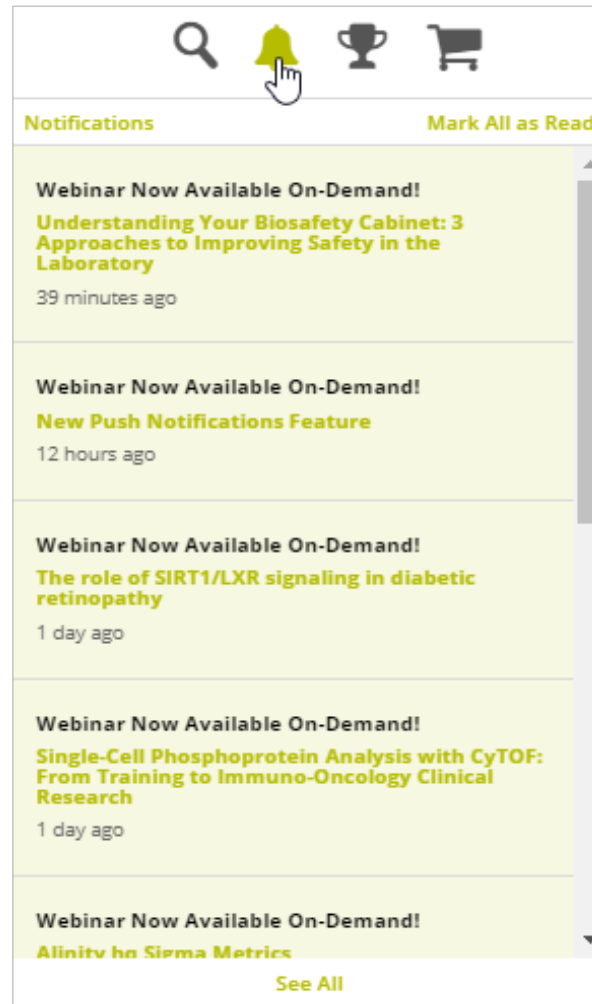 Notifications Mark All as Read
Webinar Now Available On-Demand!
Understanding Your Biosafety Cabinet: 3
Approaches to Improving Safety in the
Laboratory
39 minutes ago
Webinar Now Available On-Demand!
New Push Notifications Feature
12 hours ago
Webinar Now Available On-Demand!
The role of SIRT1/LXR signaling in diabetic
retinopathy
1 day ago
Webinar Now Available On-Demand!
Single-Cell Phosphoprotein Analysis with CyTOF:
From Training to Immuno-Oncology Clinical
Research
1 day ago
Webinar Now Available On-Demand!
Alinity hq Sigma Metrics
See All